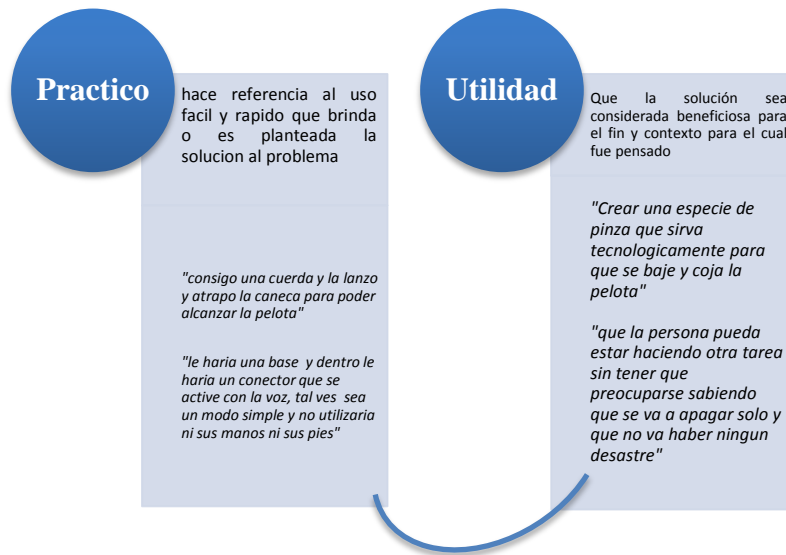 Practico
hace referencia al uso
facil y rapido que brinda
o es planteada la
solucion al problema
"consigo una cuerda y la lanzo
y atrapo la caneca para poder
alcanzar la pelota"
"le haria una base y dentro le
haria un conector que se
active con la voz, tal ves sea
un modo simple y no utilizaria
ni sus manos ni sus pies"
Utilidad
Que la solución sea
considerada beneficiosa para
el fin y contexto para el cual
fue pensado
"Crear una especie de
pinza que sirva
tecnologicamente para
que se baje y coja la
pelota"
"que la persona pueda
estar haciendo otra tarea
sin tener que
preocuparse sabiendo
que se va a apagar solo y
que no va haber ningun
desastre"